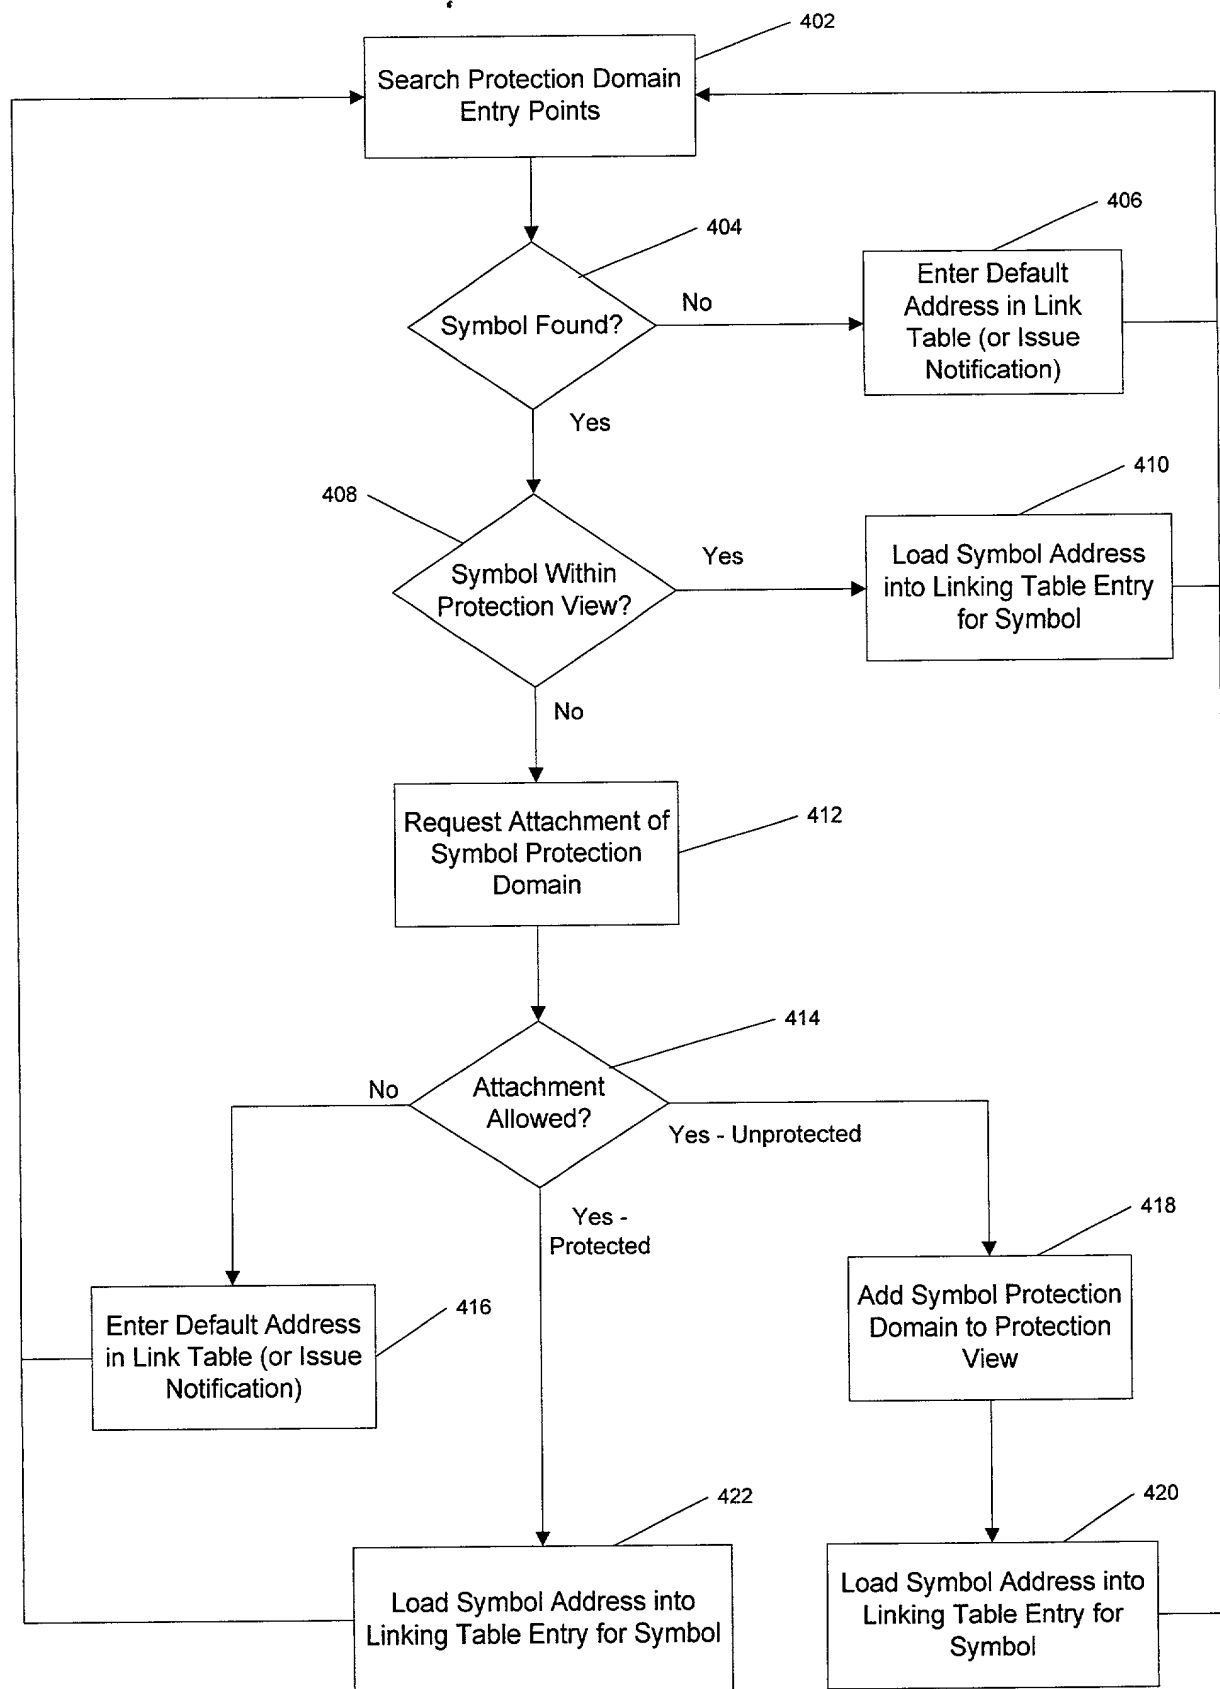 402
Search Protection Domain
Entry Points
404
Symbol Found?
No
406
Enter Default
Address in Link
Table (or Issue
Notification)
Yes
408
Symbol Within
Protection View?
Yes
410
Load Symbol Address
into Linking Table Entry
for Symbol
No
Request Attachment of
Symbol Protection
Domain
412
414
Attachment
Allowed?
No
Yes - Unprotected
Yes -
Protected
416
Enter Default Address
in Link Table (or Issue
Notification)
418
Add Symbol Protection
Domain to Protection
View
422
Load Symbol Address into
Linking Table Entry for Symbol
420
Load Symbol Address into
Linking Table Entry for
Symbol